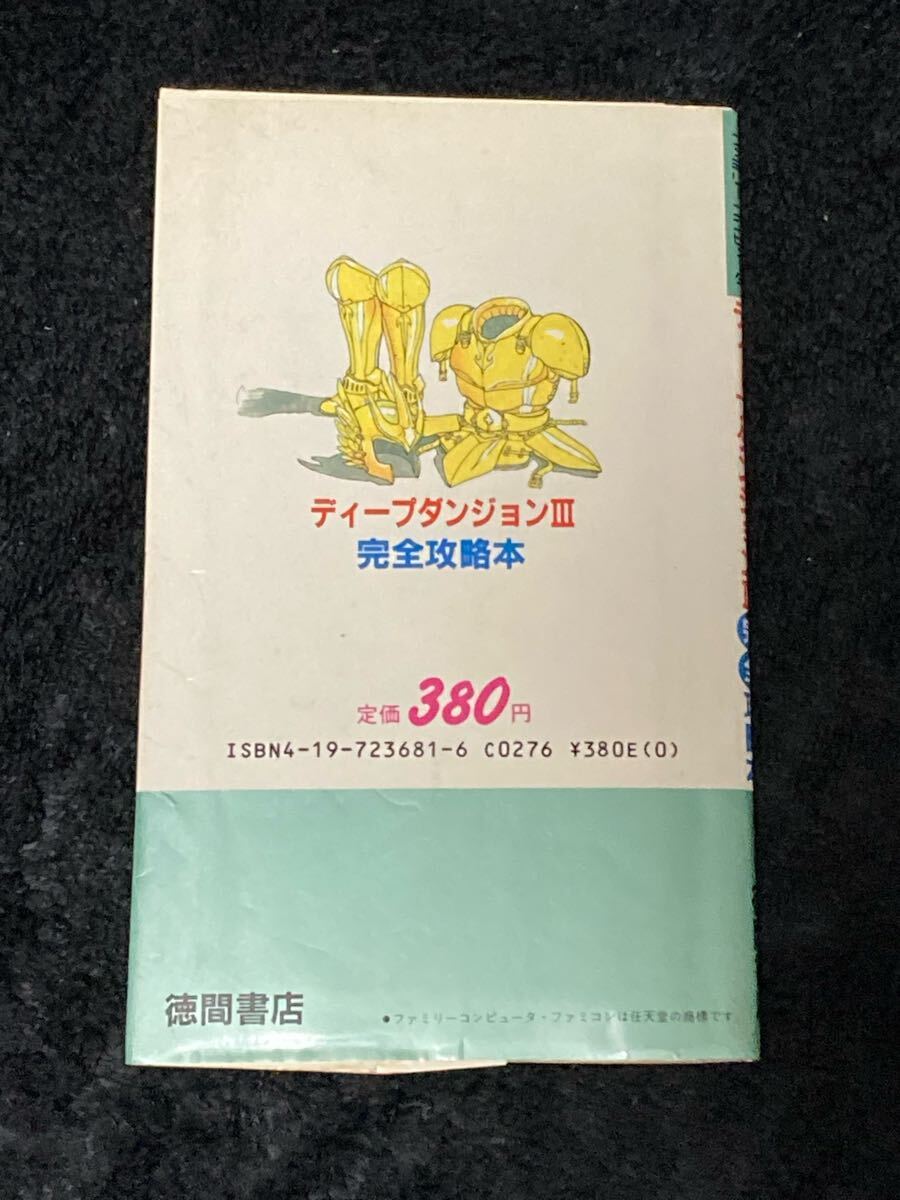 ディープダンジョンIII
完全攻略本
定価380円
ISBN4-19-723681-6 C0276 ¥380E(0)
徳間書店
●ファミリーコンピュータ・ファミコンは任天堂の商標です